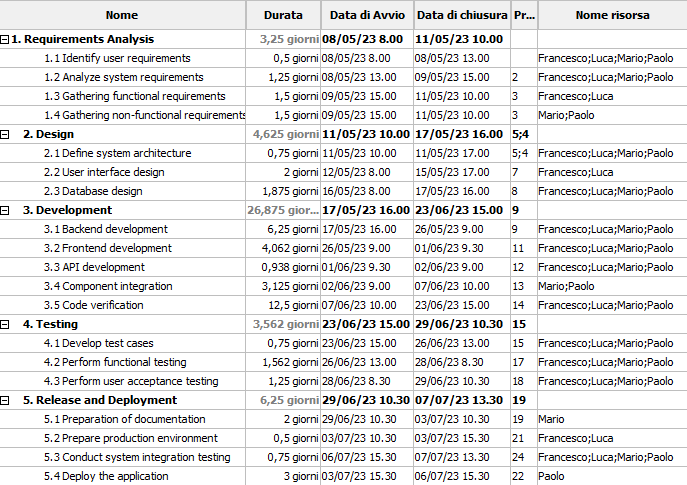 Nome Durata Data di Avvio Data di chiusura Pr... Nome risorsa
1. Requirements Analysis 3,25 giorni 08/05/23 8.00 11/05/23 10.00
1.1 Identify user requirements 0,5 giorni 08/05/23 8.00 08/05/23 13.00 Francesco;Luca;Mario;Paolo
1.2 Analyze system requirements 1,25 giorni 08/05/23 13.00 09/05/23 15.00 2 Francesco;Luca;Mario;Paolo
1.3 Gathering functional requirements 1,5 giorni 09/05/23 15.00 11/05/23 10.00 3 Francesco;Luca
1.4 Gathering non-functional requirements 1,5 giorni 09/05/23 15.00 11/05/23 10.00 3 Mario;Paolo
2. Design 4,625 giorni 11/05/23 10.00 17/05/23 16.00 5;4
2.1 Define system architecture 0,75 giorni 11/05/23 10.00 11/05/23 17.00 5;4 Francesco;Luca;Mario;Paolo
2.2 User interface design 2 giorni 12/05/23 8.00 15/05/23 17.00 7 Francesco;Luca
2.3 Database design 1,875 giorni 16/05/23 8.00 17/05/23 16.00 8 Francesco;Luca;Mario;Paolo
3. Development 26,875 gior... 17/05/23 16.00 23/06/23 15.00 9
3.1 Backend development 6,25 giorni 17/05/23 16.00 26/05/23 9.00 9 Francesco;Luca;Mario;Paolo
3.2 Frontend development 4,062 giorni 26/05/23 9.00 01/06/23 9.30 11 Francesco;Luca;Mario;Paolo
3.3 API development 0,938 giorni 01/06/23 9.30 02/06/23 9.00 12 Francesco;Luca;Mario;Paolo
3.4 Component integration 3,125 giorni 02/06/23 9.00 07/06/23 10.00 13 Mario;Paolo
3.5 Code verification 12,5 giorni 07/06/23 10.00 23/06/23 15.00 14 Francesco;Luca;Mario;Paolo
4. Testing 3,562 giorni 23/06/23 15.00 29/06/23 10.30 15
4.1 Develop test cases 0,75 giorni 23/06/23 15.00 26/06/23 13.00 15 Francesco;Luca;Mario;Paolo
4.2 Perform functional testing 1,562 giorni 26/06/23 13.00 28/06/23 8.30 17 Francesco;Luca;Mario;Paolo
4.3 Perform user acceptance testing 1,25 giorni 28/06/23 8.30 29/06/23 10.30 18 Francesco;Luca;Mario;Paolo
5. Release and Deployment 6,25 giorni 29/06/23 10.30 07/07/23 13.30 19
5.1 Preparation of documentation 2 giorni 29/06/23 10.30 03/07/23 10.30 19 Mario
5.2 Prepare production environment 0,5 giorni 03/07/23 10.30 03/07/23 15.30 21 Francesco;Luca
5.3 Conduct system integration testing 0,75 giorni 06/07/23 15.30 07/07/23 13.30 24 Francesco;Luca;Mario;Paolo
5.4 Deploy the application 3 giorni 03/07/23 15.30 06/07/23 15.30 22 Paolo